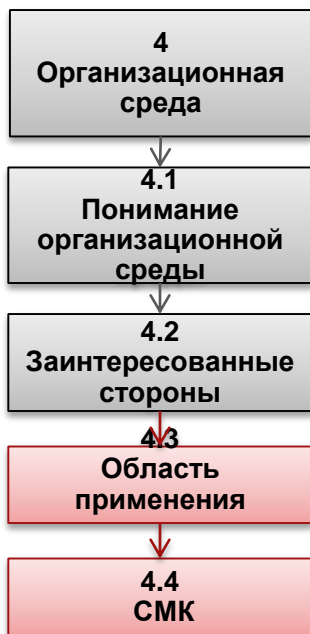 4
Организационная
среда
4.1
Понимание
организационной
среды
4.2
Заинтересованные
стороны
4.3
Область
применения
4.4
СМК